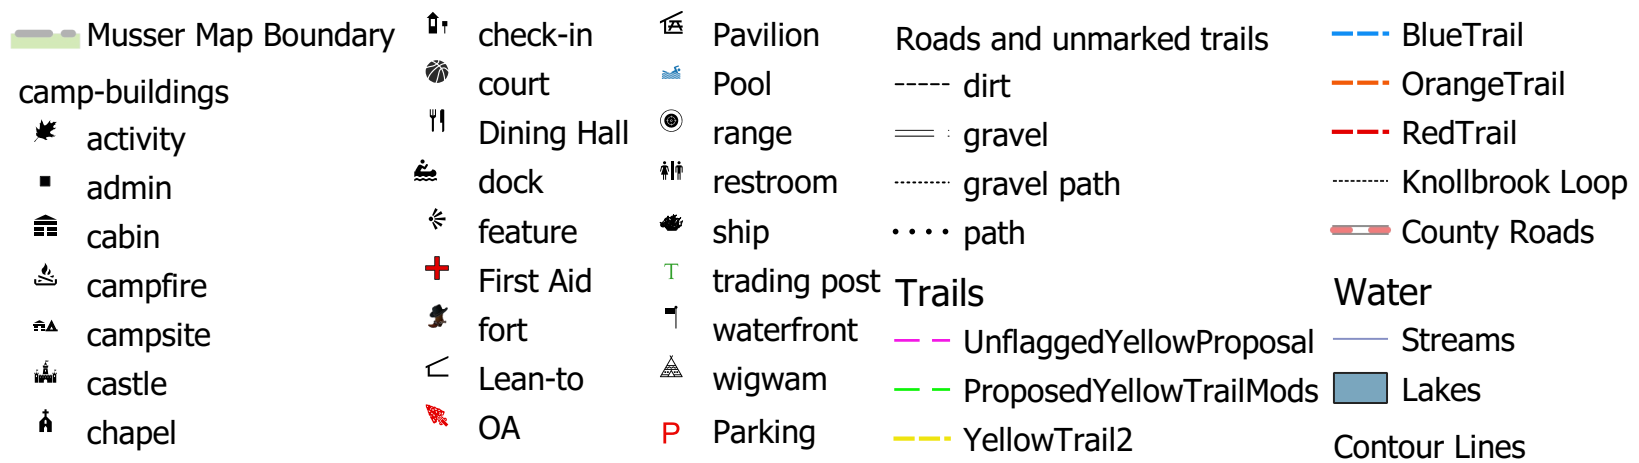 Musser Map Boundary
camp-buildings
activity
admin
cabin
campfire
campsite
castle
chapel
check-in
court
Dining Hall
dock
feature
First Aid
fort
Lean-to
OA
Pavilion
Pool
range
restroom
ship
T trading post
waterfront
wigwam
P Parking
Roads and unmarked trails
dirt
gravel
gravel path
path
Trails
UnflaggedYellowProposal
ProposedYellowTrailMods
YellowTrail2
BlueTrail
OrangeTrail
RedTrail
Knollbrook Loop
County Roads
Water
Streams
Lakes
Contour Lines